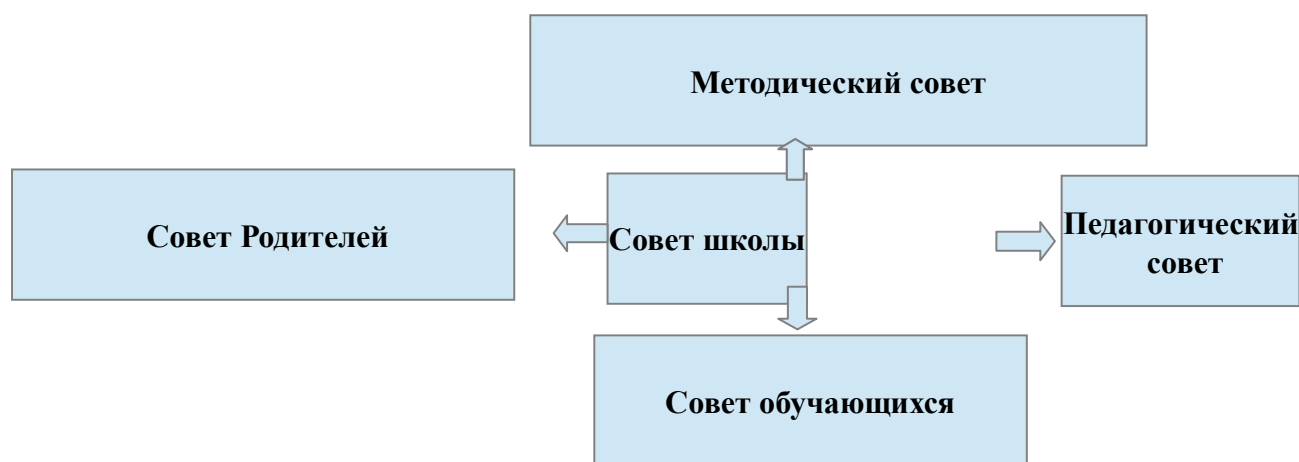 Методический совет
Совет Родителей
Совет школы
Педагогический
совет
Совет обучающихся